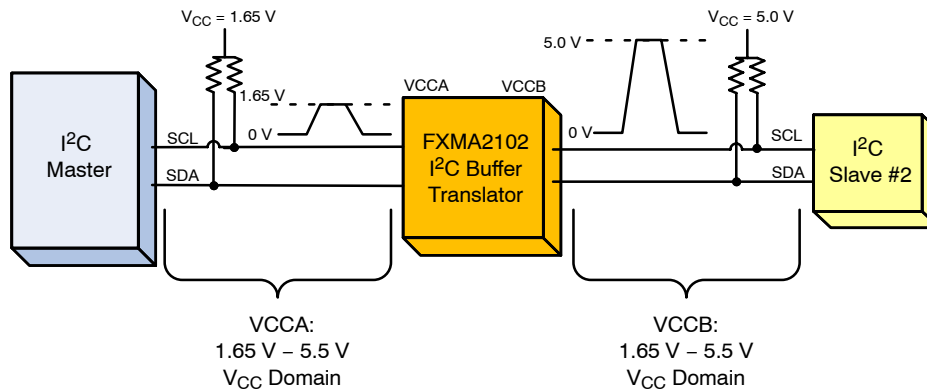 V_CC = 1.65 V
V_CC = 5.0 V
5.0 V
1.65 V
VCCA
VCCB
0 V
0 V
SCL
SCL
I²C
Master
FXMA2102
I²C Buffer
Translator
I²C
Slave #2
SDA
SDA
VCCA:
1.65 V – 5.5 V
V_CC Domain
VCCB:
1.65 V – 5.5 V
V_CC Domain